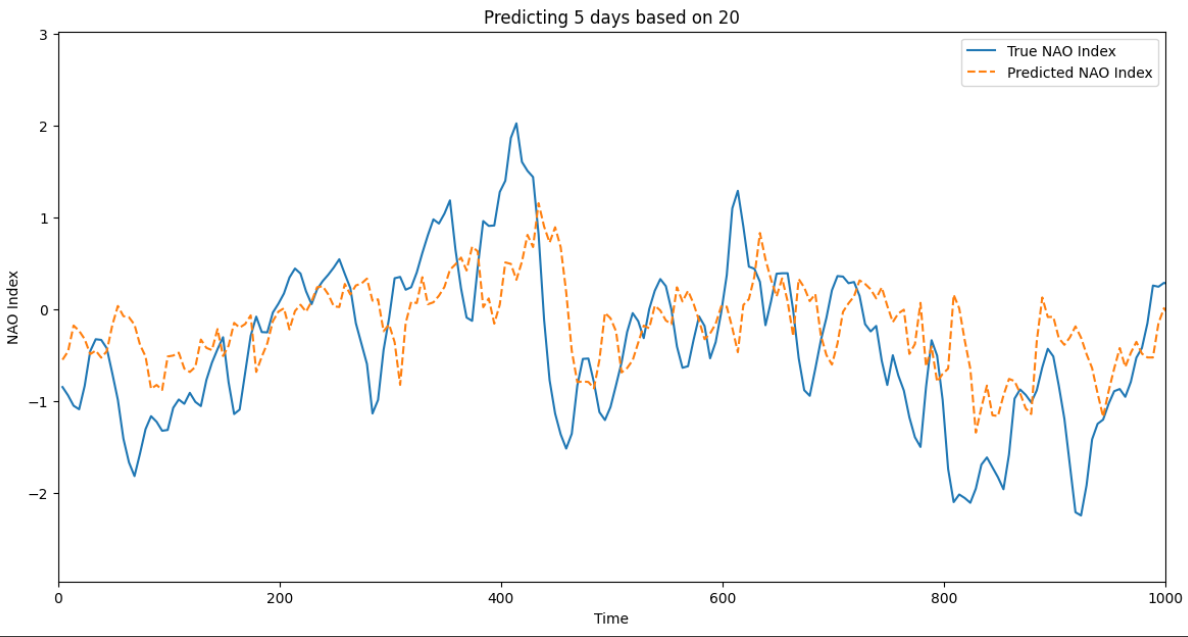 Predicting 5 days based on 20
True NAO Index
Predicted NAO Index
3
2
1
0
−1
−2
NAO Index
0 200 400 600 800 1000
Time